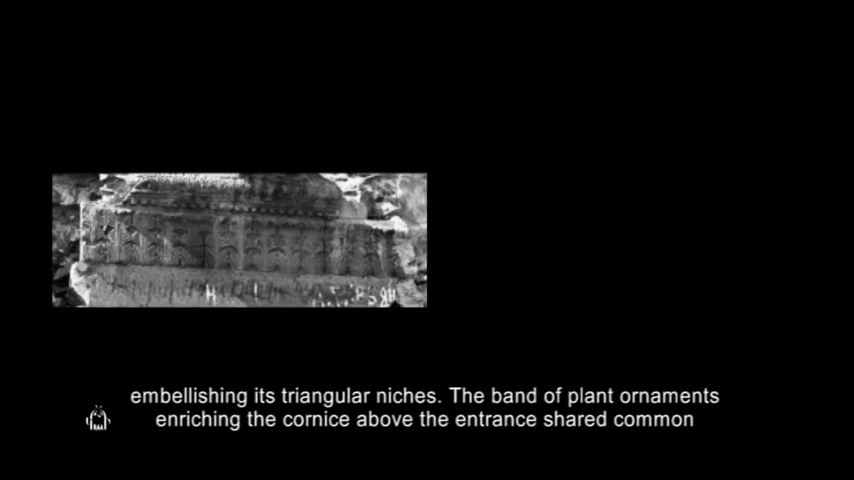 embellishing its triangular niches. The band of plant ornaments
enriching the cornice above the entrance shared common